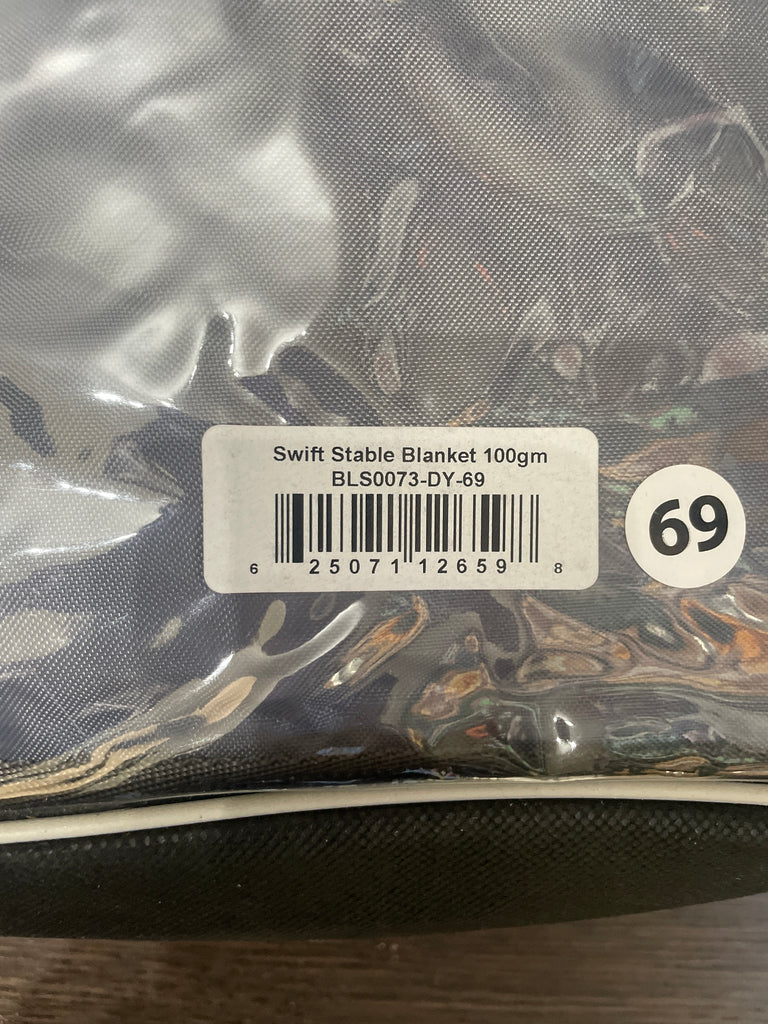 Swift Stable Blanket 100gm
BLS0073-DY-69
6 25071 12659 8
69